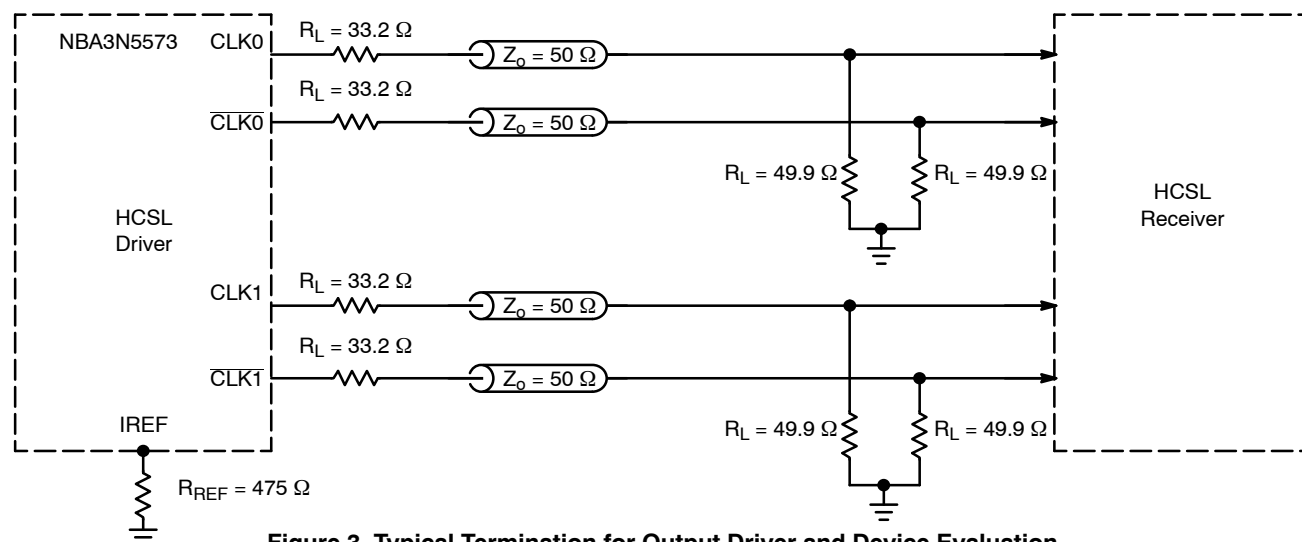 NBA3N5573
CLK0
R_L = 33.2 Ω
Z_o = 50 Ω
R_L = 33.2 Ω
C̅L̅K̅0̅
Z_o = 50 Ω
R_L = 49.9 Ω
R_L = 49.9 Ω
HCSL
Driver
HCSL
Receiver
CLK1
R_L = 33.2 Ω
Z_o = 50 Ω
R_L = 33.2 Ω
C̅L̅K̅1̅
Z_o = 50 Ω
IREF
R_L = 49.9 Ω
R_L = 49.9 Ω
R_REF = 475 Ω
Figure 3. Typical Termination for Output Driver and Device Evaluation